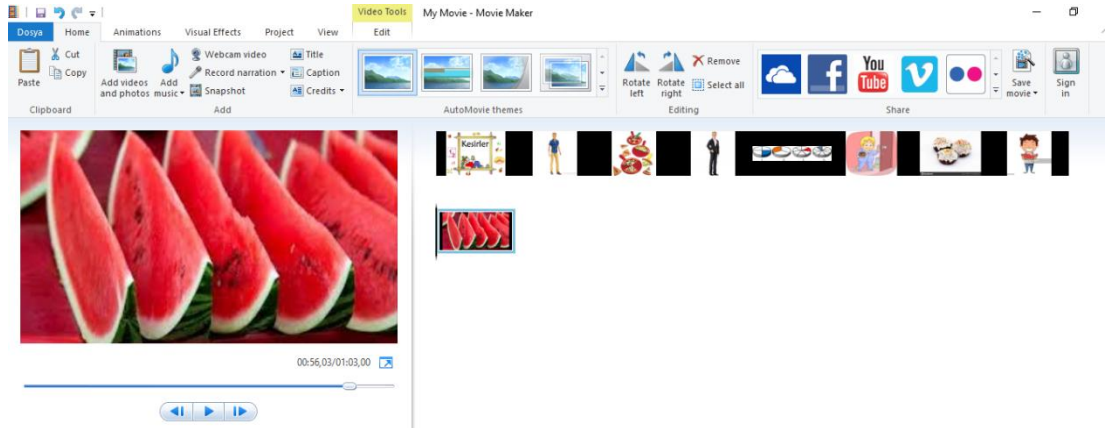 Video Tools
My Movie - Movie Maker
Dosya
Home
Animations
Visual Effects
Project
View
Edit
Paste
Cut
Copy
Clipboard
Add videos
and photos
Add
music
Webcam video
Record narration
Snapshot
Title
Caption
Credits
Add
AutoMovie themes
Rotate
left
Rotate
right
Remove
Select all
Editing
f
You
Tube
v
Share
Save
movie
Sign
in
Kesirler
00:56,03/01:03,00